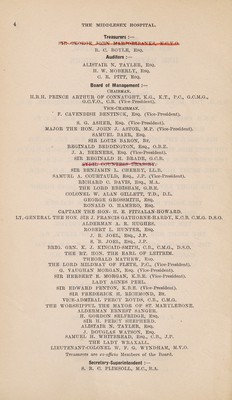 4 THE MIDDLESEX HOSPITAL.
Treasurers :—
R. C. BOYLE, Esq.
Auditors :—
ALISTAIR N. TAYLER, Esq.
H. W. MOBERLY, Esq.
C. R. PITT, Esq.
Board of Management :—
CHAIRMAN.
H.R.H. PRINCE ARTHUR OF CONNAUGHT, K.G., K.T., P.C., G.C.M.G.,
G.C.V.O., C.B. (Vice-President).
VICE-CHAIRMAN.
F. CAVENDISH BENTINCK, Esq. (Vice-President).
S. G. ASHER, Esq. (Vice-President).
MAJOR THE HON. JOHN J. ASTOR, M.P. (Vice-President).
SAMUEL BAER, Esq.
SIR LOUIS BARON, Bt.
REGINALD BEDDINGTON, Esq., G.B.E.
J. A. BERNERS, Esq. (Vice-President).
SIR REGINALD H. BRADE, G.C.B.
SIR BENJAMIN L. CHERRY, LL.B.
SAMUEL A. COURTAULD, Esq., J.P. (Vice-President).
RICHARD C. DAVIS, Esq., M.A.
THE LORD EBBISHAM, G.B.E.
COLONEL W. ALAN GILLETT, T.D., D.L.
GEORGE GROSSMITH, Esq.
RONALD O. HAMBRO, Esq.
CAPTAIN THE HON. G. E. FITZALAN-HOWARD.
LT.-GENERAL THE HON. SIR J. FRANCIS GATHORNE-HARDY, K.C.B. C.M.G. D.S.O.
ALDERMAN A. E. HUGHES.
ROBERT L. HUNTER, Esq.
J. B. JOEL, Esq., J.P.
S. B. JOEL, Esq., J.P.
BRIG. GEN. K. J. KINCAID-SMITH, C.B., C.M.G., D.S.O.
THE RT. HON. THE EARL OF LEITRIM.
THEOBALD MATHEW, Esq.
THE LORD MILDMAY OF FLETE, P.C., (Vice-President).
G. VAUGHAN MORGAN, Esq. (Vice-President).
SIR HERBERT E. MORGAN, K.B.E. (Vice-President).
LADY AGNES PEEL.
SIR EDWARD PENTON, K.B.E. (Vice-President).
SIR FREDERICK H. RICHMOND, Bt.
VICE-ADMIRAL PERCY ROYDS, C.B., C.M.G.
THE WORSHIPFUL THE MAYOR OF ST. MARYLEBONE.
ALDERMAN ERNEST SANGER.
H. GORDON SELFRIDGE, Esq.
SIR H. PERCY SHEPHERD.
ALISTAIR N. TAYLER, Esq.
J. DOUGLAS WATSON, Esq.
SAMUEL H. WHITBREAD, Esq., C.B., J.P.
THE LADY WRAXALL.
LIEUTENANT-COLONEL W. F. G. WYNDHAM, M.V.O.
Treasurers are ex-officio Members of the Board.
Secretary-Superintendent :—
S. R. C. PLIMSOLL, M.C., B.A.